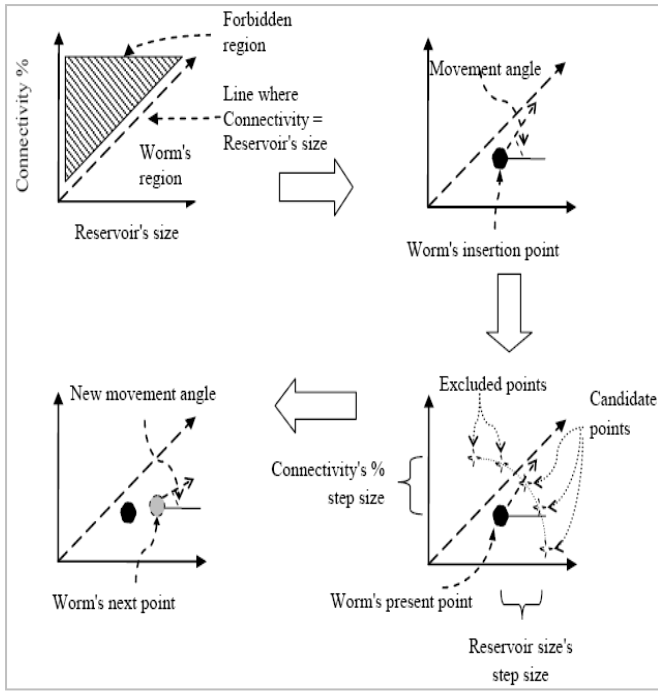 Forbidden
region
Connectivity %
Line where
Connectivity =
Reservoir's size
Worm's
region
Reservoir's size
Movement angle
Worm's insertion point
New movement angle
Worm's next point
Excluded points
Candidate
points
Connectivity's %
step size
Worm's present point
Reservoir size's
step size